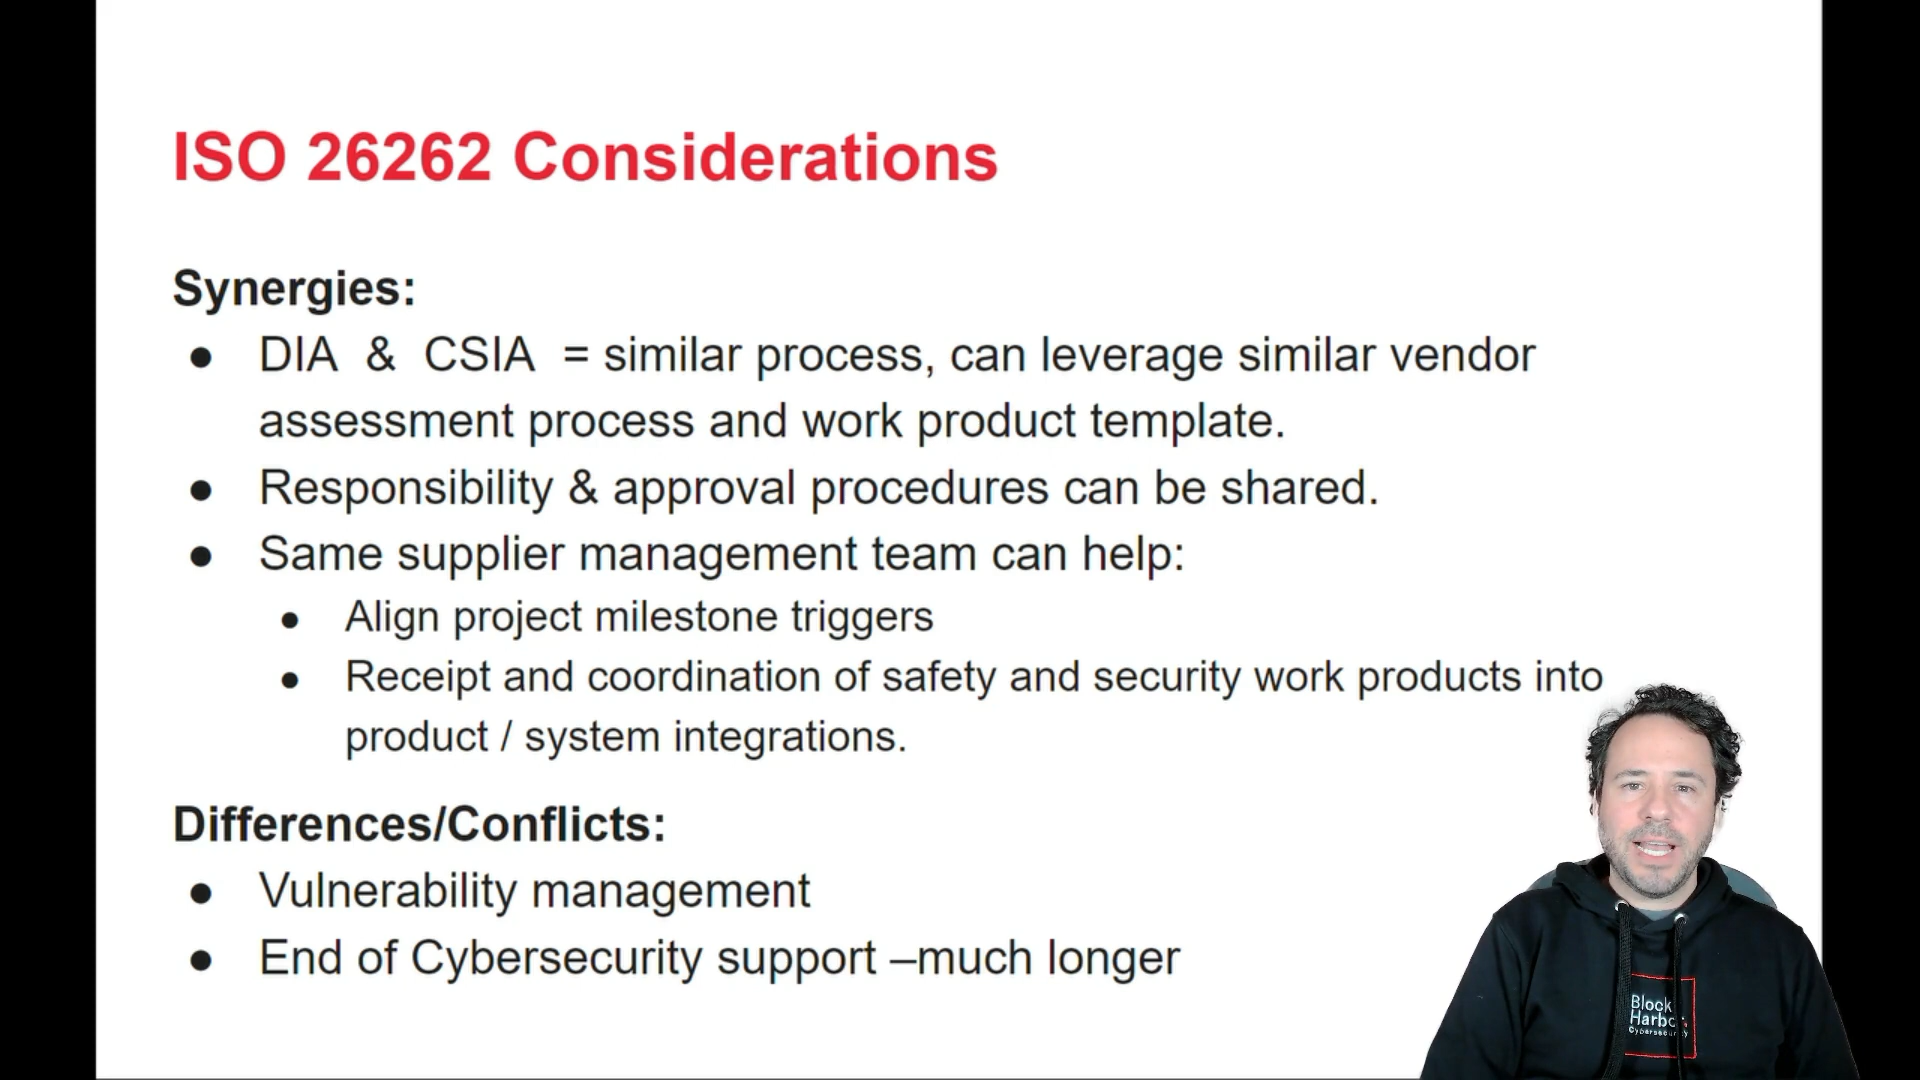 ISO 26262 Considerations
Synergies:
● DIA & CSIA = similar process, can leverage similar vendor
assessment process and work product template.
● Responsibility & approval procedures can be shared.
● Same supplier management team can help:
● Align project milestone triggers
● Receipt and coordination of safety and security work products into
product / system integrations.
Differences/Conflicts:
● Vulnerability management
● End of Cybersecurity support –much longer
Block
Harbor
Cybersecurity